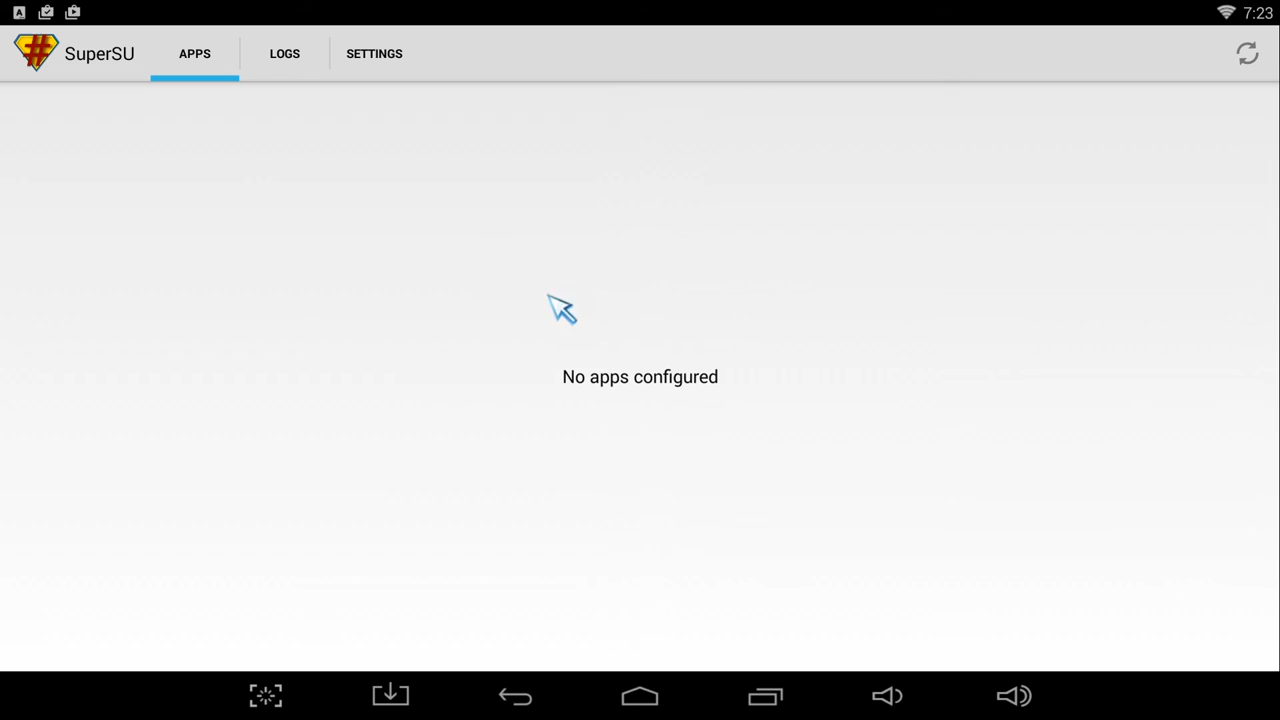 7:23
SuperSU
APPS
LOGS
SETTINGS
No apps configured